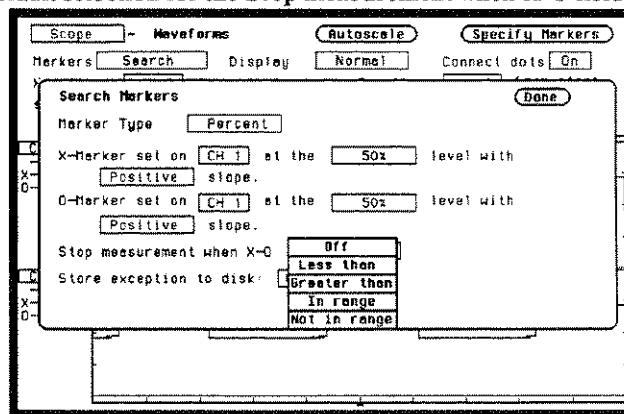 Scope Waveforms Autoscale Specify Markers
Markers Search Display Normal Connect dots On
Search Markers Done
Marker Type Percent
X-Marker set on CH 1 at the 50% level with
Positive slope.
O-Marker set on CH 1 at the 50% level with
Positive slope.
Stop measurement when X-O Off
Less than
Store exception to disk: Greater than
In range
Not in range